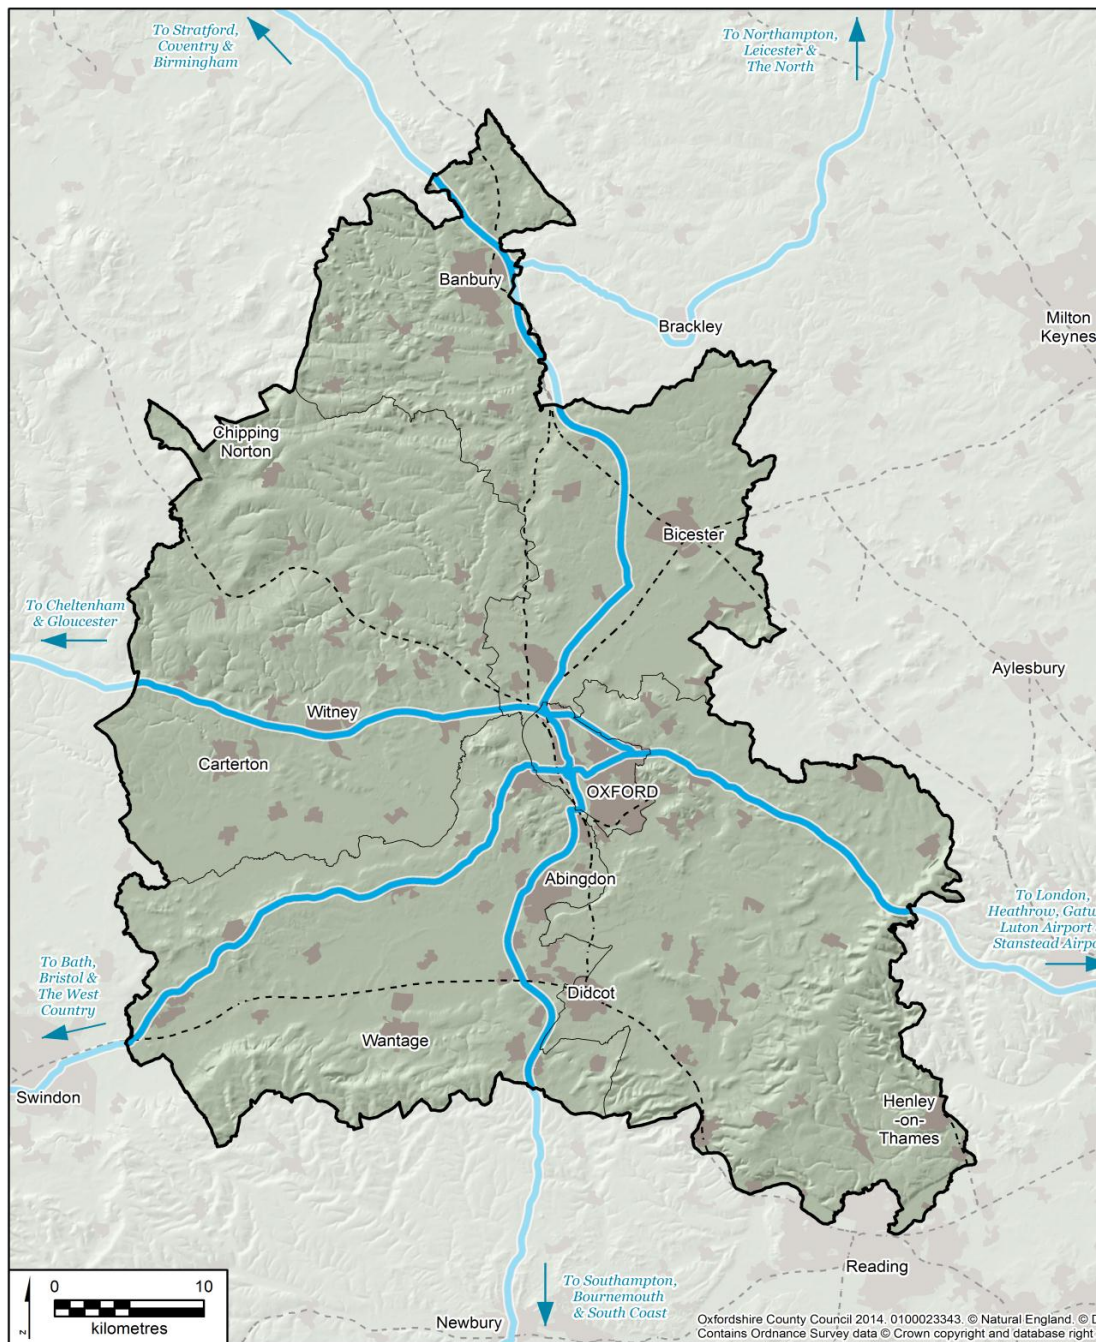 To Stratford,
Coventry &
Birmingham
To Northampton,
Leicester &
The North
Banbury
Brackley
Milton
Keynes
Chipping
Norton
Bicester
To Cheltenham
& Gloucester
Aylesbury
Witney
Carterton
OXFORD
Abingdon
To London,
Heathrow, Gatw
Luton Airport
Stanstead Airp
To Bath,
Bristol &
The West
Country
Didcot
Wantage
Swindon
Henley
-on-
Thames
Reading
To Southampton,
Bournemouth
& South Coast
Newbury
0 10
kilometres
z
Oxfordshire County Council 2014. 0100023343. © Natural England. © D
Contains Ordnance Survey data © Crown copyright and database right